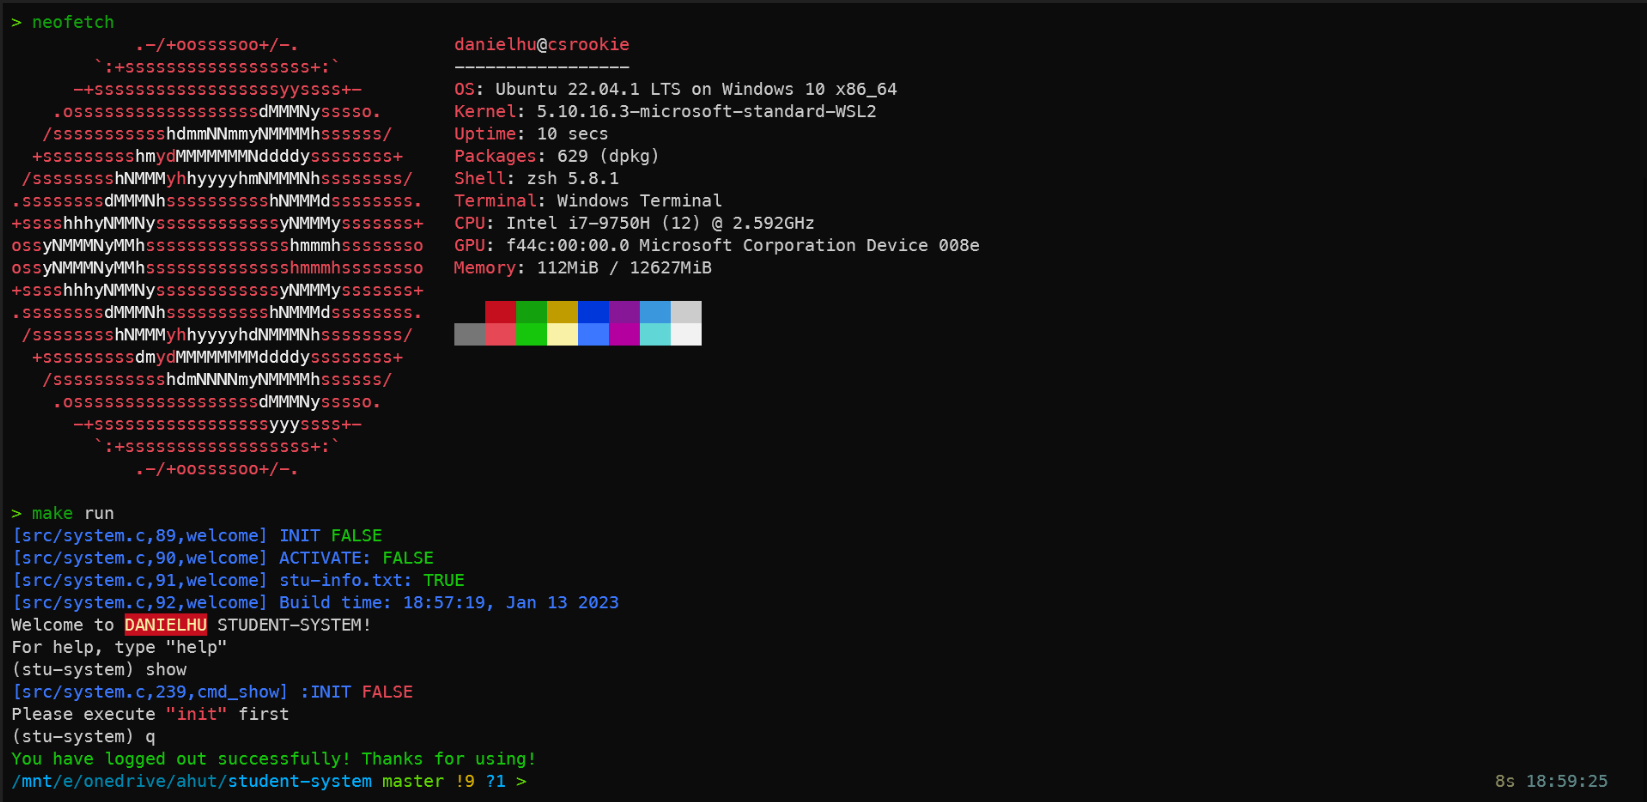 > neofetch
.-/+oossssoo+/-.               danielhu@csrookie
`:+ssssssssssssssssss+:`           -----------------
-+ssssssssssssssssssyyssss+-         OS: Ubuntu 22.04.1 LTS on Windows 10 x86_64
.ossssssssssssssssssdMMMNysssso.       Kernel: 5.10.16.3-microsoft-standard-WSL2
/ssssssssssshdmmNNmmyNMMMMhssssss/      Uptime: 10 secs
+ssssssssshmydMMMMMMMNddddyssssssss+     Packages: 629 (dpkg)
/sssssssshNMMMyhhyyyyhmNMMMNhssssssss/    Shell: zsh 5.8.1
.ssssssssdMMMNhsssssssssshNMMMdssssssss.   Terminal: Windows Terminal
+sssshhhyNMMNyssssssssssssyNMMMysssssss+   CPU: Intel i7-9750H (12) @ 2.592GHz
ossyNMMMNyMMhsssssssssssssshmmmhssssssso   GPU: f44c:00:00.0 Microsoft Corporation Device 008e
ossyNMMMNyMMhsssssssssssssshmmmhssssssso   Memory: 112MiB / 12627MiB
+sssshhhyNMMNyssssssssssssyNMMMysssssss+
.ssssssssdMMMNhsssssssssshNMMMdssssssss.
/sssssssshNMMMyhhyyyyhdNMMMNhssssssss/
+sssssssssdmydMMMMMMMMddddyssssssss+
/ssssssssssshdmNNNNmyNMMMMhssssss/
.ossssssssssssssssssdMMMNysssso.
-+sssssssssssssssssyyyssss+-
`:+ssssssssssssssssss+:`
.-/+oossssoo+/-.
> make run
[src/system.c,89,welcome] INIT FALSE
[src/system.c,90,welcome] ACTIVATE: FALSE
[src/system.c,91,welcome] stu-info.txt: TRUE
[src/system.c,92,welcome] Build time: 18:57:19, Jan 13 2023
Welcome to DANIELHU STUDENT-SYSTEM!
For help, type "help"
(stu-system) show
[src/system.c,239,cmd_show] :INIT FALSE
Please execute "init" first
(stu-system) q
You have logged out successfully! Thanks for using!
/mnt/e/onedrive/ahut/student-system master !9 ?1 > 8s 18:59:25